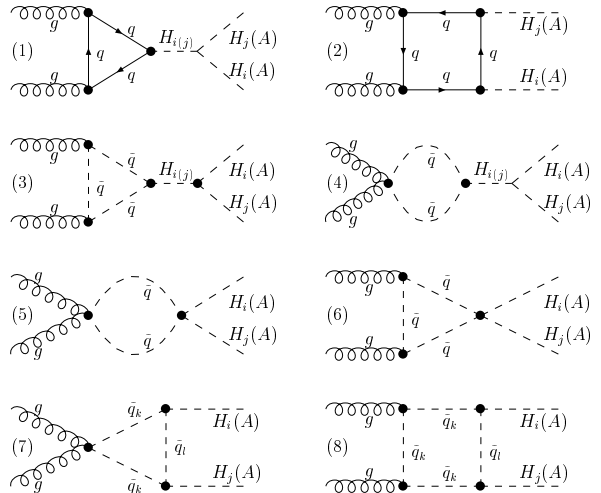 (1) g g q q q H_{i(j)} H_j(A) H_i(A)
(2) g g q q q q H_j(A) H_i(A)
(3) g g q̃ q̃ q̃ H_{i(j)} H_i(A) H_j(A)
(4) g g q̃ q̃ H_{i(j)} H_i(A) H_j(A)
(5) g g q̃ q̃ H_i(A) H_j(A)
(6) g g q̃ q̃ q̃ H_i(A) H_j(A)
(7) g g q̃_k q̃_k q̃_l H_i(A) H_j(A)
(8) g g q̃_k q̃_k q̃_k q̃_l H_i(A) H_j(A)